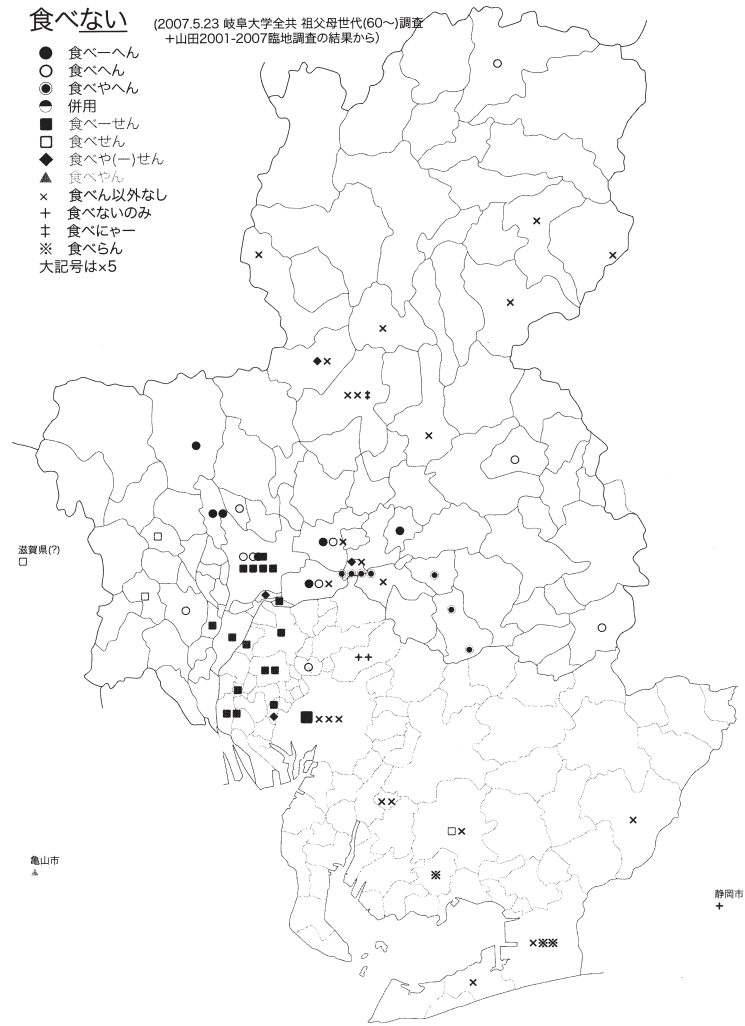 食べない
(2007.5.23 岐阜大学全共 祖父母世代(60〜)調査
+山田2001-2007臨地調査の結果から)
● 食べーへん
○ 食べへん
◉ 食べやへん
併用
■ 食べーせん
□ 食べせん
◆ 食べや(ー)せん
▲ 食べやん
× 食べん以外なし
+ 食べないのみ
‡ 食べにゃー
※ 食べらん
大記号は×5
滋賀県(?)
亀山市
静岡市